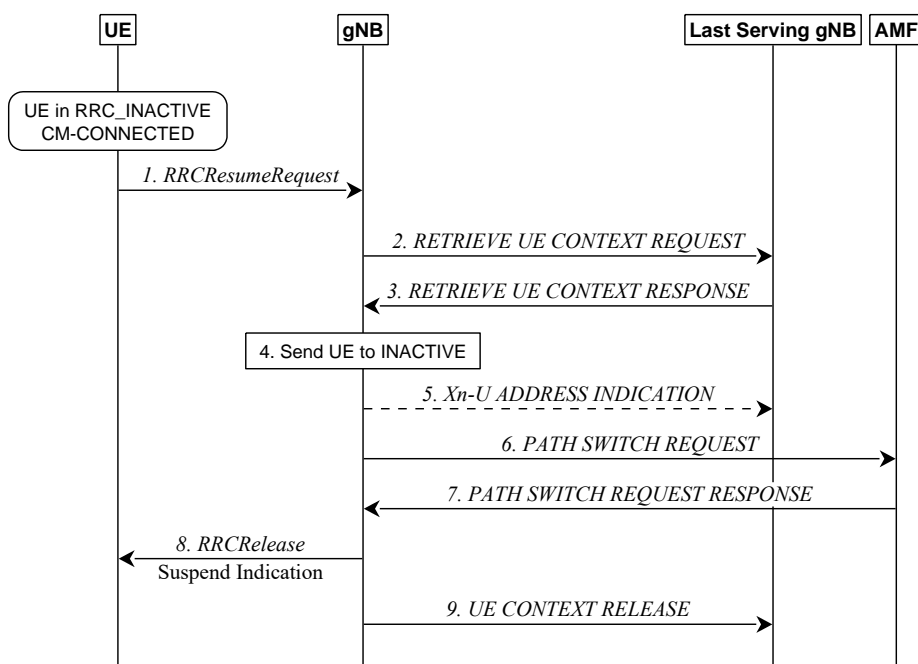 UE
gNB
Last Serving gNB
AMF
UE in RRC_INACTIVE
CM-CONNECTED
1. RRCResumeRequest
2. RETRIEVE UE CONTEXT REQUEST
3. RETRIEVE UE CONTEXT RESPONSE
4. Send UE to INACTIVE
5. Xn-U ADDRESS INDICATION
6. PATH SWITCH REQUEST
7. PATH SWITCH REQUEST RESPONSE
8. RRCRelease
Suspend Indication
9. UE CONTEXT RELEASE